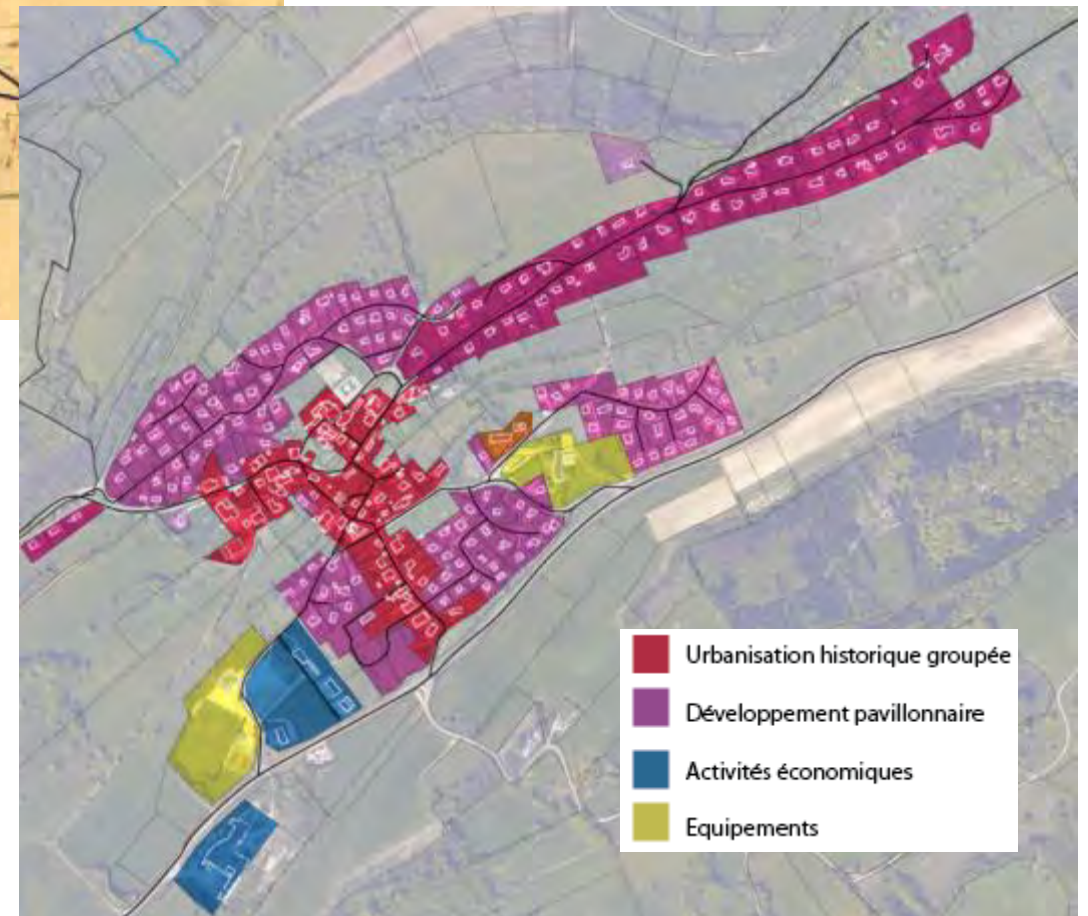 Urbanisation historique groupée
Développement pavillonnaire
Activités économiques
Equipements